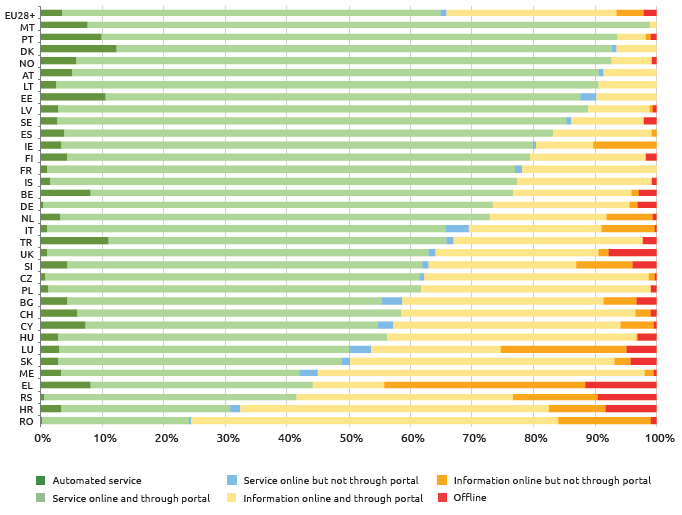 EU28+
MT
PT
DK
NO
AT
LT
EE
LV
SE
ES
IE
FI
FR
IS
BE
DE
NL
IT
TR
UK
SI
CZ
PL
BG
CH
CY
HU
LU
SK
ME
EL
RS
HR
RO
0% 10% 20% 30% 40% 50% 60% 70% 80% 90% 100%
Automated service Service online but not through portal Information online but not through portal
Service online and through portal Information online and through portal Offline